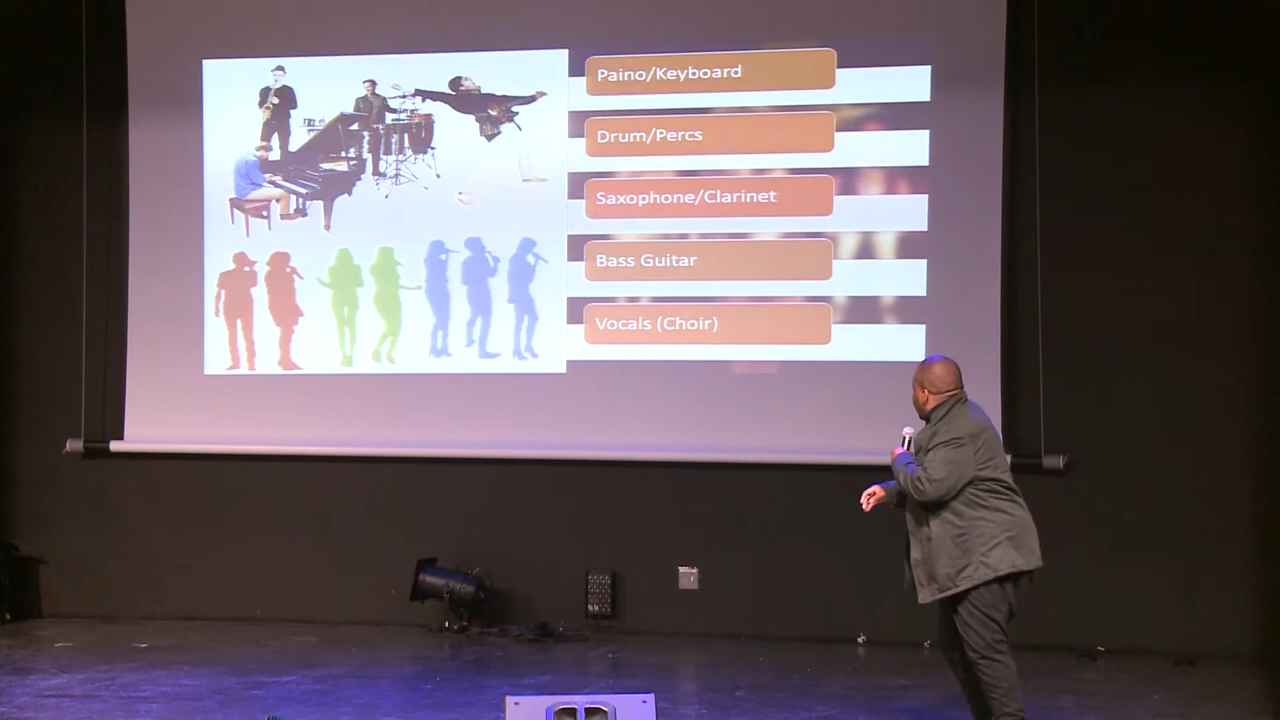 Paino/Keyboard
Drum/Percs
Saxophone/Clarinet
Bass Guitar
Vocals (Choir)